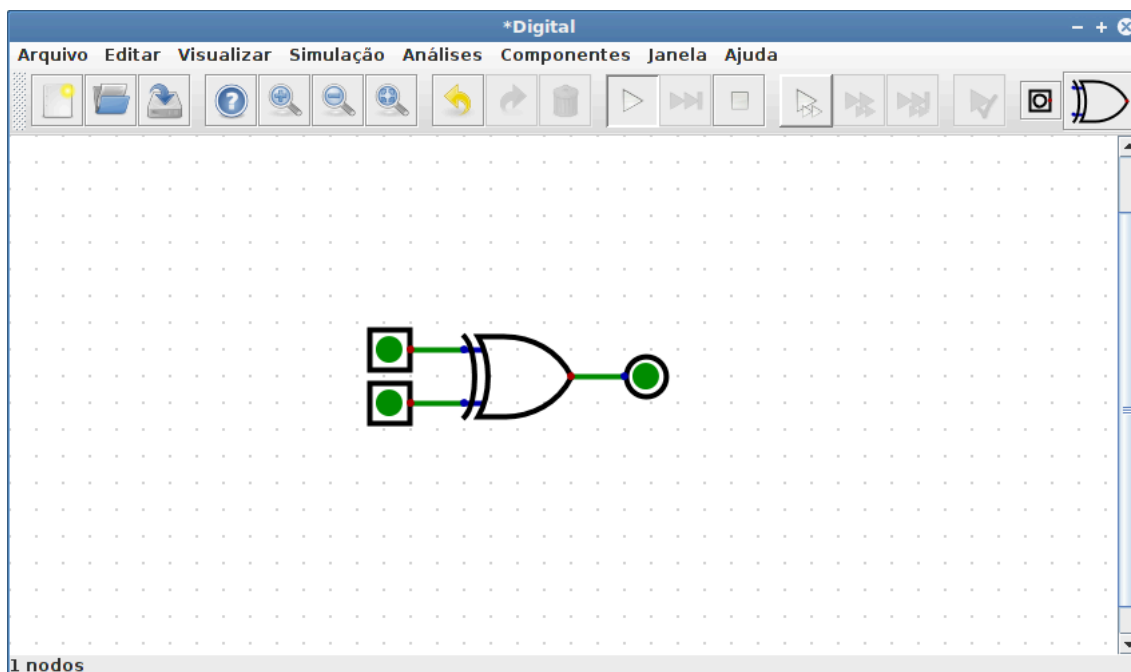 *Digital
Arquivo Editar Visualizar Simulação Análises Componentes Janela Ajuda
1 nodos